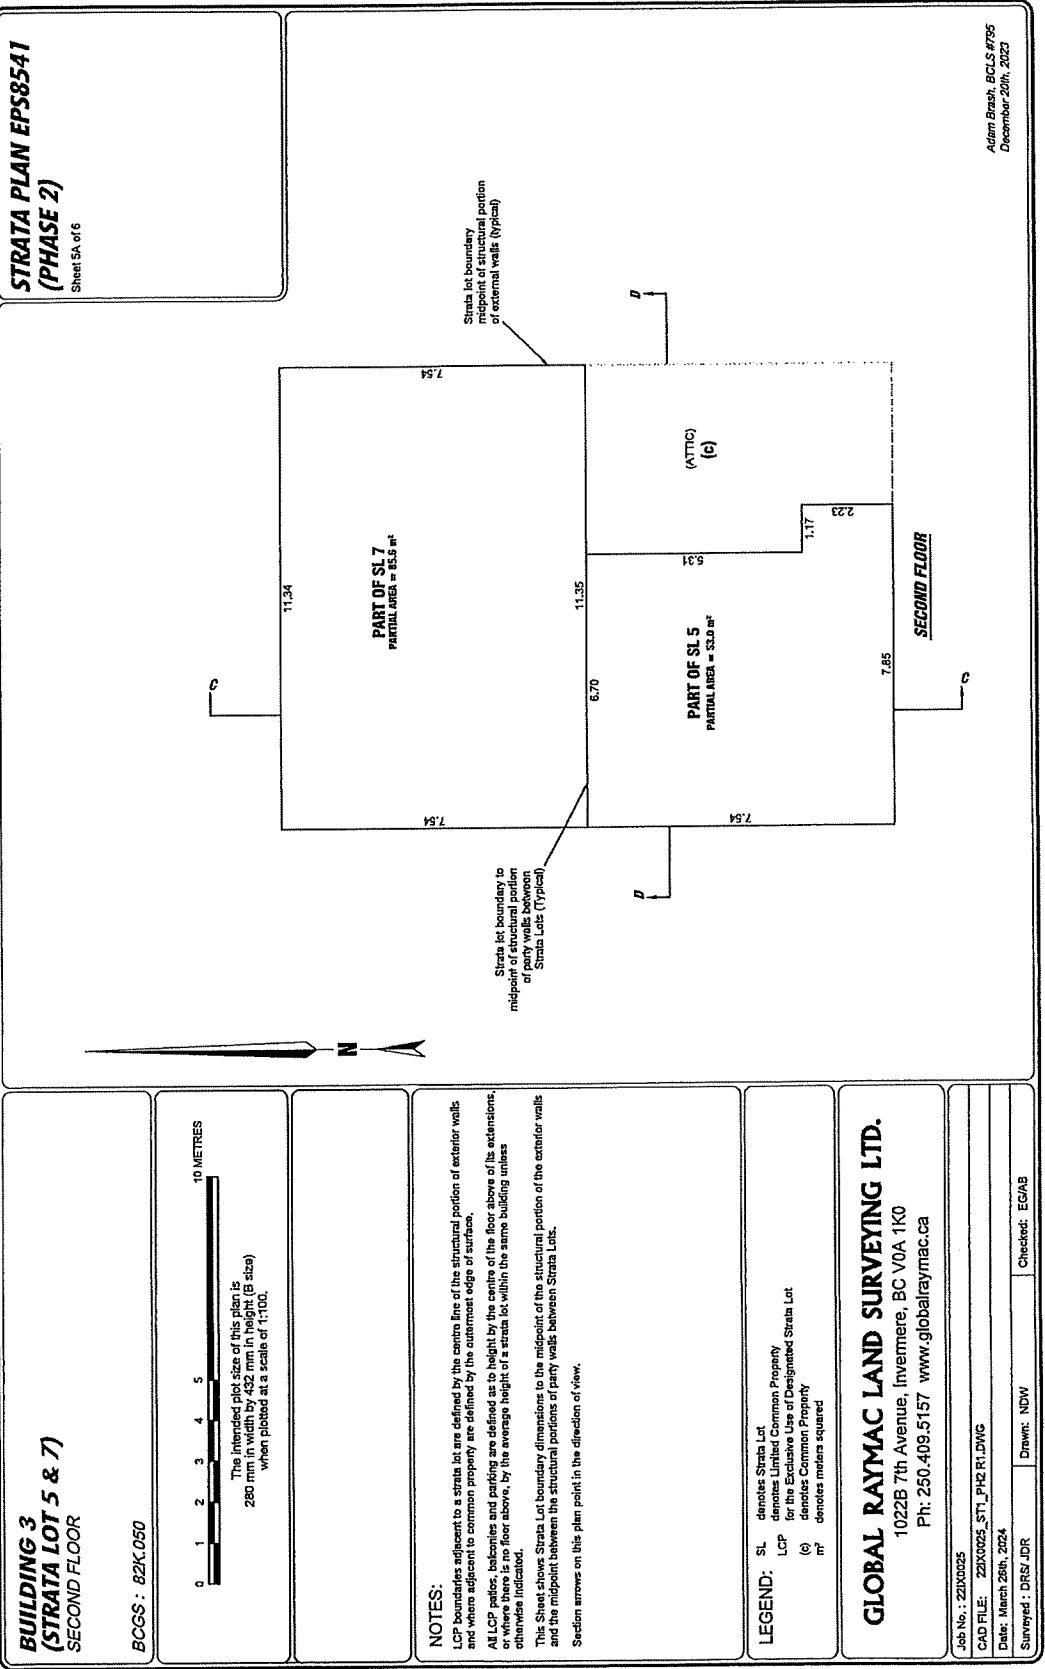 STRATA PLAN EPS8541
(PHASE 2)
Sheet 5A of 6
BUILDING 3
(STRATA LOT 5 & 7)
SECOND FLOOR
BCGS : 82K.050
0 1 2 3 4 5 10 METRES
The intended plot size of this plan is
280 mm in width by 432 mm in height (B size)
when plotted at a scale of 1:100.
NOTES:
LCP boundaries adjacent to a strata lot are defined by the centre line of the structural portion of exterior walls
and where adjacent to common property are defined by the outermost edge of surface.
All LCP patios, balconies and parking are defined as to height by the centre of the floor above of its extensions,
or where there is no floor above, by the average height of a strata lot within the same building unless
otherwise indicated.
This Sheet shows Strata Lot boundary dimensions to the midpoint of the structural portion of the exterior walls
and the midpoint between the structural portions of party walls between Strata Lots.
Section arrows on this plan point in the direction of view.
LEGEND:
SL denotes Strata Lot
LCP denotes Limited Common Property
for the Exclusive Use of Designated Strata Lot
(c) denotes Common Property
m² denotes meters squared
GLOBAL RAYMAC LAND SURVEYING LTD.
1022B 7th Avenue, Invermere, BC V0A 1K0
Ph: 250.409.5157 www.globalraymac.ca
Job No.: 22IX0025
CAD FILE: 22IX0025_ST1_PH2 R1.DWG
Date: March 26th, 2024
Surveyed : DRS/ JDR
Drawn: NDW
Checked: EG/AB
N
Strata lot boundary to
midpoint of structural portion
of party walls between
Strata Lots (Typical)
Strata lot boundary
midpoint of structural portion
of external walls (typical)
C
11.34
7.54
PART OF SL 7
PARTIAL AREA = 85.6 m²
7.54
11.35
6.70
D
D
7.54
PART OF SL 5
PARTIAL AREA = 53.0 m²
5.31
(ATTIC)
(c)
1.17
2.23
7.85
C
SECOND FLOOR
Adam Brash, BCLS #795
December 20th, 2023